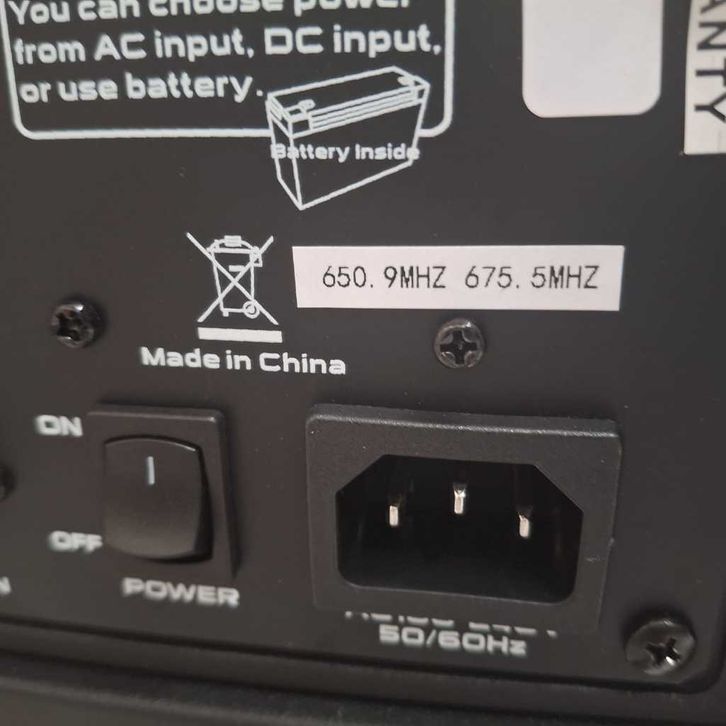 You can choose power
from AC input, DC input,
or use battery.
Battery Inside
ANTY
650.9MHZ 675.5MHZ
Made in China
ON
OFF
POWER
50/60Hz